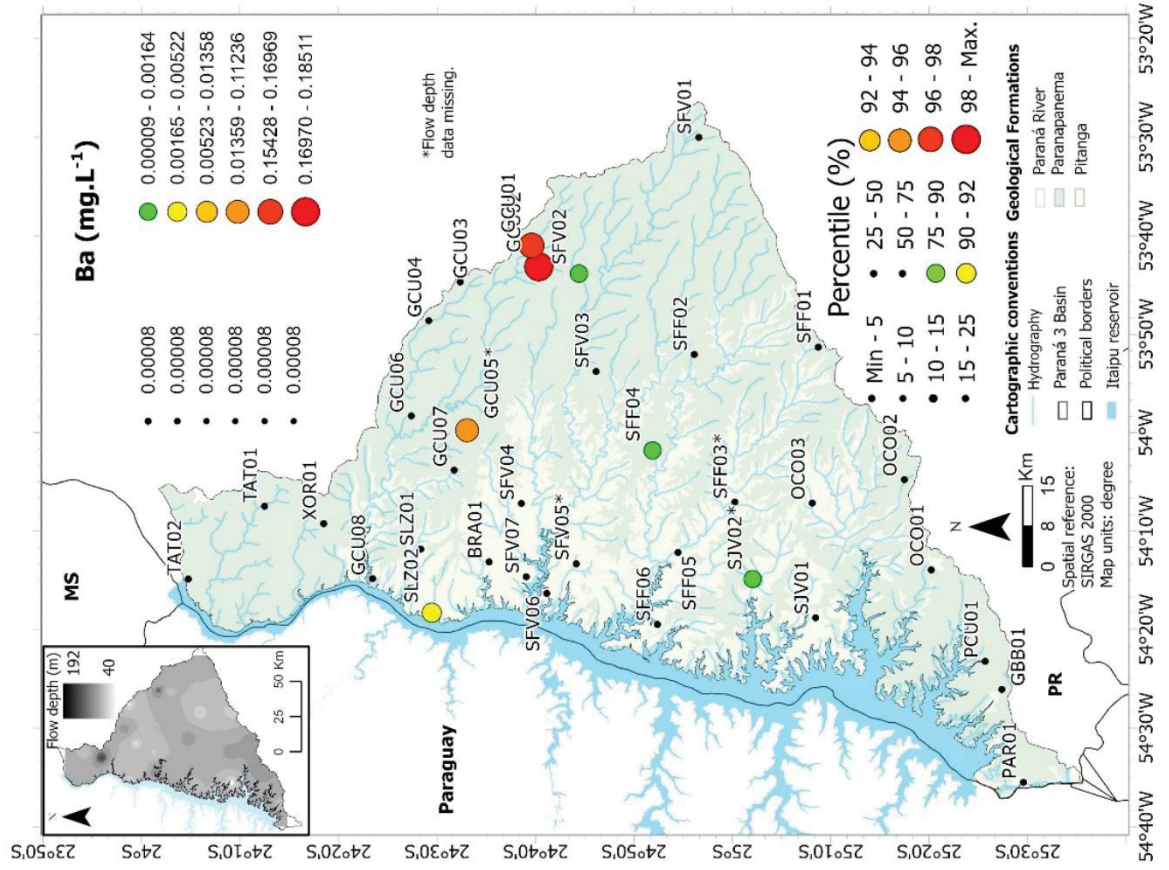 Ba (mg.L⁻¹)
0.00008
0.00008
0.00008
0.00008
0.00008
0.00008
0.00009 - 0.00164
0.00165 - 0.00522
0.00523 - 0.01358
0.01359 - 0.11236
0.15428 - 0.16969
0.16970 - 0.18511
*Flow depth
data missing.
N
Flow depth (m)
192
40
0 25 50 Km
MS
Paraguay
PR
TAT02
TAT01
XOR01
GCU08
GCU06
GCU04
GCU03
GCU01
SLZ02
SLZ01
GCU07
GCU05*
BRA01
SFV07
SFV04
SFV02
SFV06
SFV05*
SFV03
SFV01
SFF06
SFF05
SFF04
SFF02
SJV02*
SFF03*
SJV01
OCO03
SFF01
OCO01
OCO02
PCU01
GBB01
PAR01
Percentile (%)
Min - 5
5 - 10
10 - 15
15 - 25
25 - 50
50 - 75
75 - 90
90 - 92
92 - 94
94 - 96
96 - 98
98 - Max.
N
0 8 15 Km
Spatial reference:
SIRGAS 2000
Map units: degree
Cartographic conventions
Hydrography
Paraná 3 Basin
Political borders
Itaipu reservoir
Geological Formations
Paraná River
Paranapanema
Pitanga
23°50'S
24°S
24°10'S
24°20'S
24°30'S
24°40'S
24°50'S
25°S
25°10'S
25°20'S
25°30'S
54°40'W
54°30'W
54°20'W
54°10'W
54°W
53°50'W
53°40'W
53°30'W
53°20'W